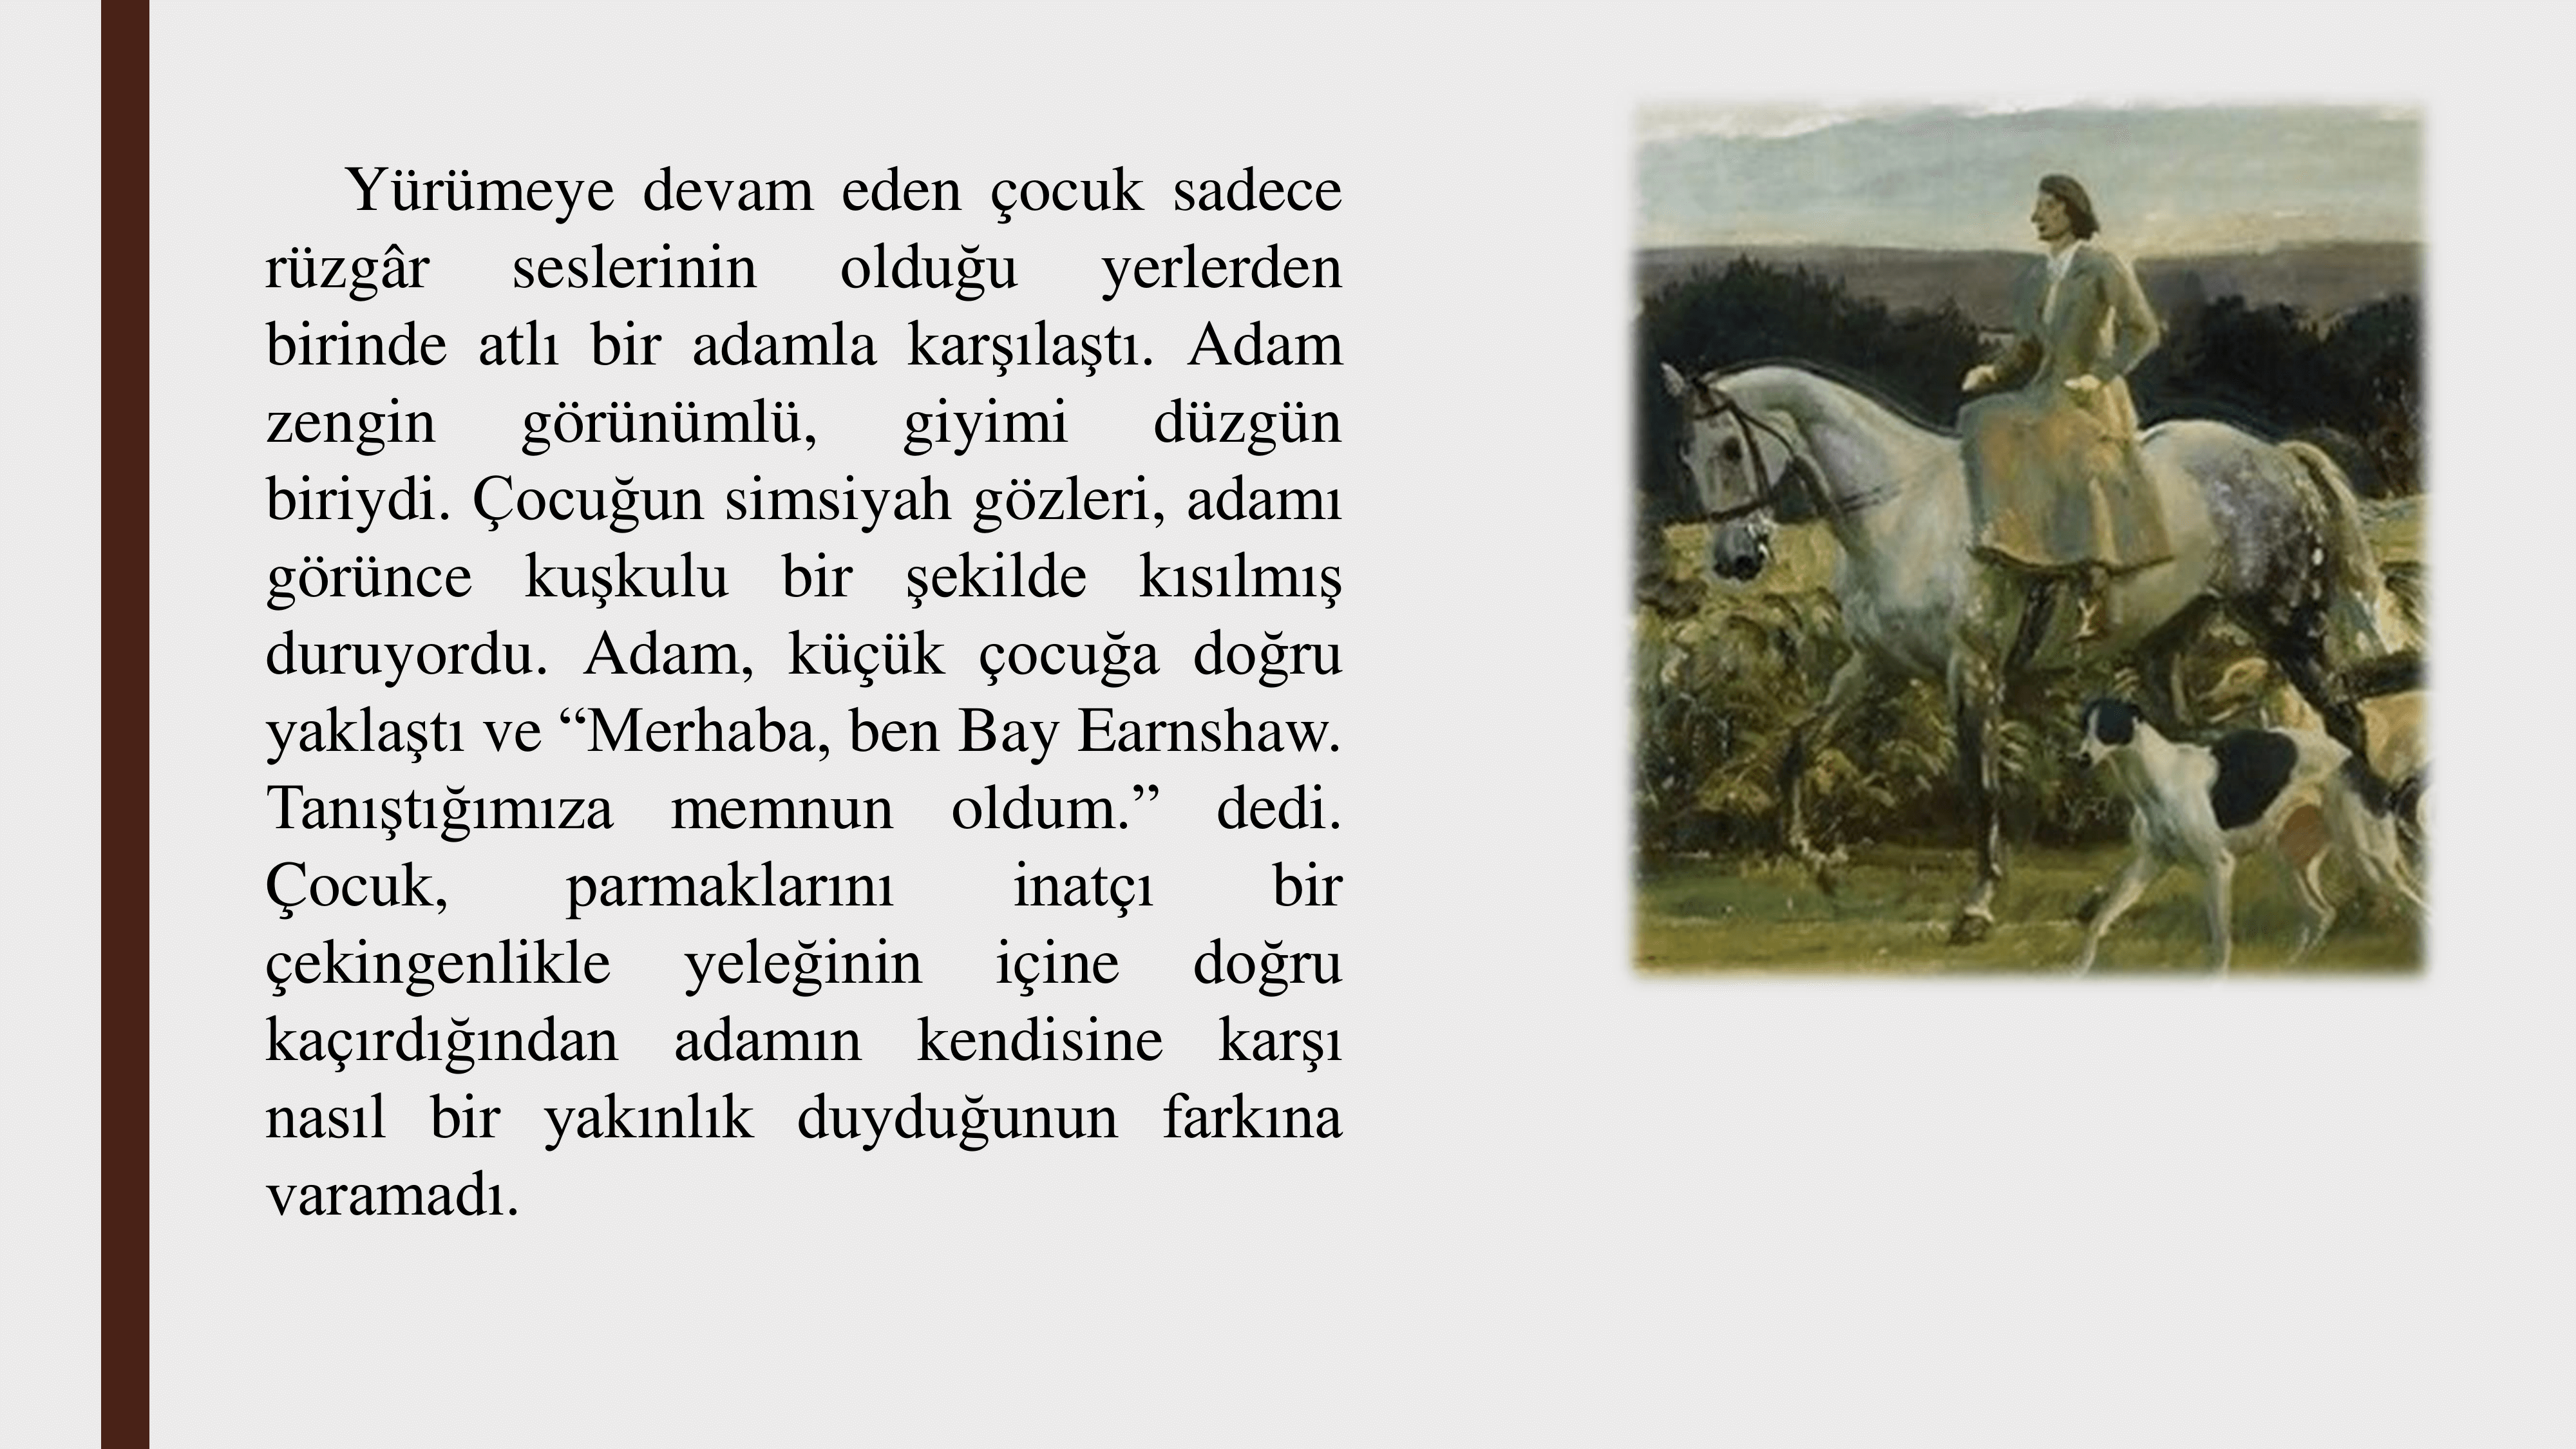 Yürümeye devam eden çocuk sadece
rüzgâr seslerinin olduğu yerlerden
birinde atlı bir adamla karşılaştı. Adam
zengin görünümlü, giyimi düzgün
biriydi. Çocuğun simsiyah gözleri, adamı
görünce kuşkulu bir şekilde kısılmış
duruyordu. Adam, küçük çocuğa doğru
yaklaştı ve “Merhaba, ben Bay Earnshaw.
Tanıştığımıza memnun oldum.” dedi.
Çocuk, parmaklarını inatçı bir
çekingenlikle yeleğinin içine doğru
kaçırdığından adamın kendisine karşı
nasıl bir yakınlık duyduğunun farkına
varamadı.